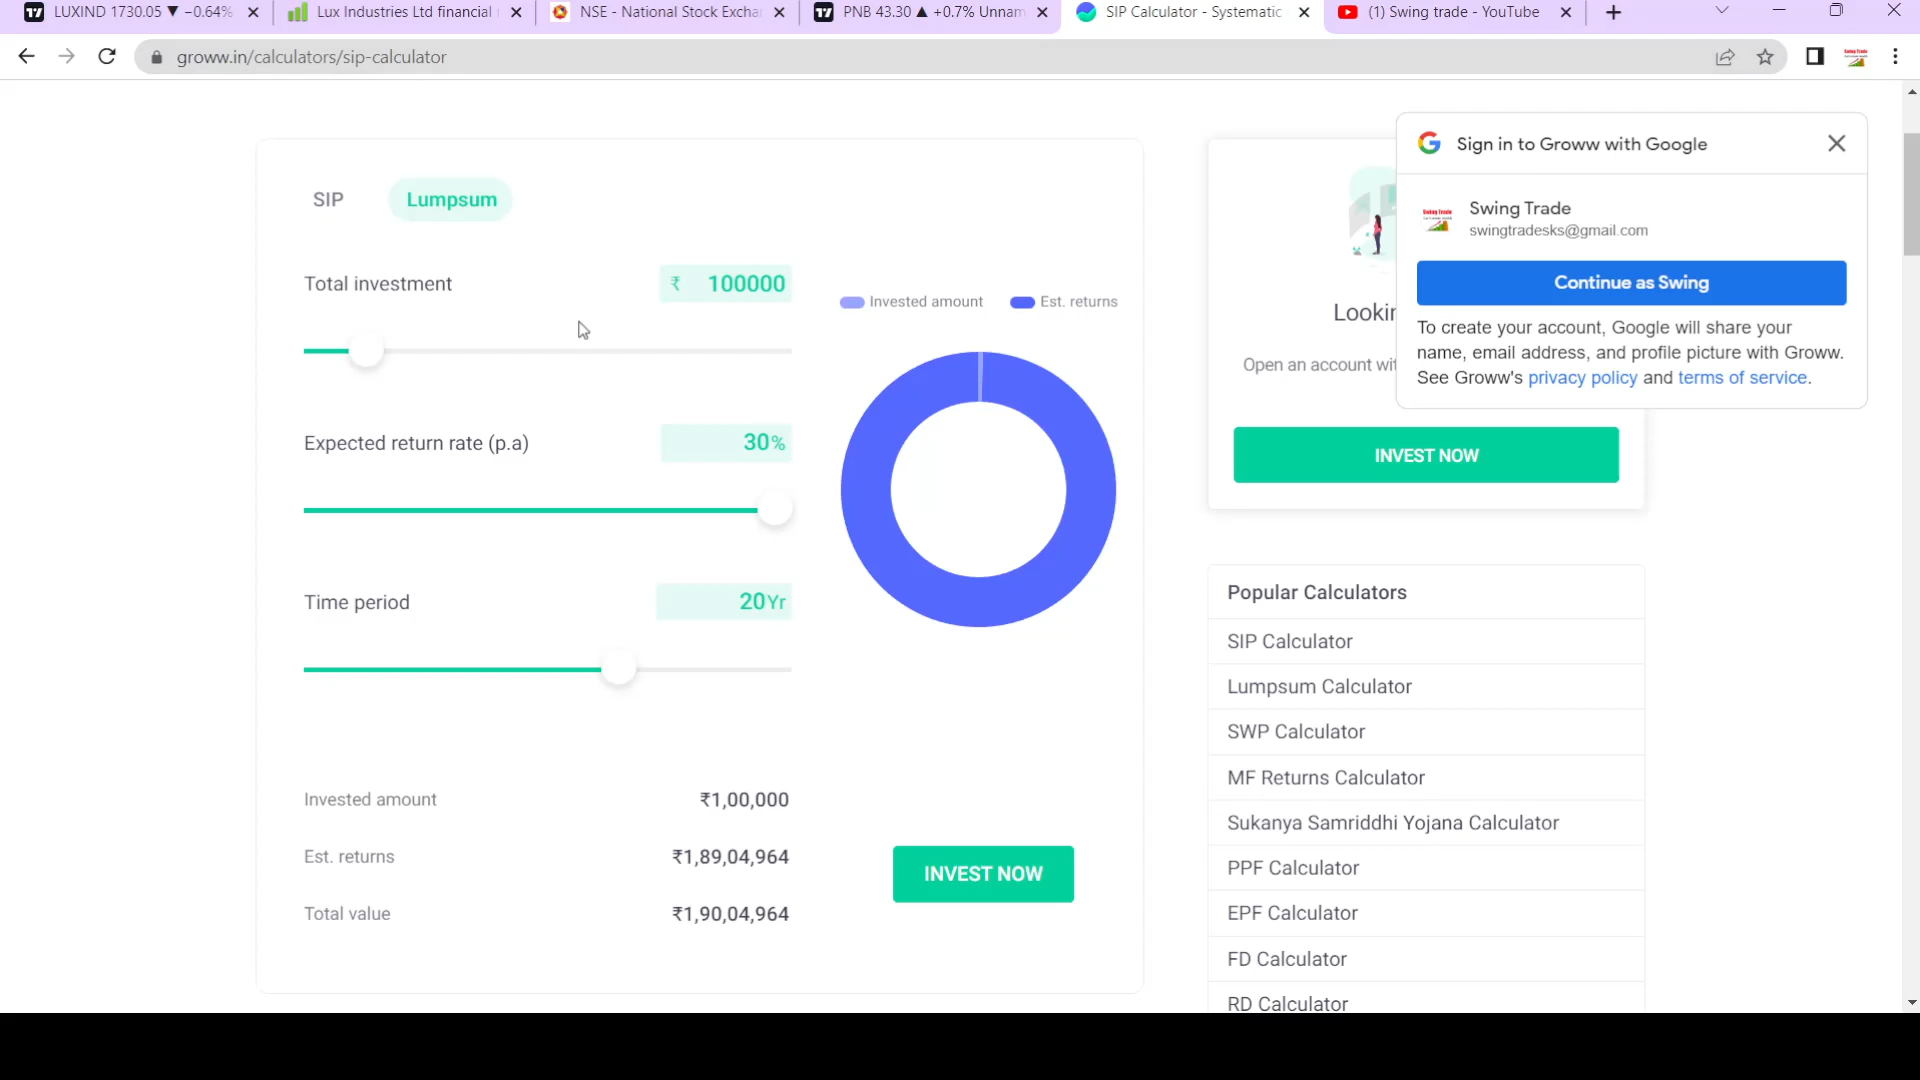 LUXIND 1730.05 ▼ −0.64%
Lux Industries Ltd financial
NSE - National Stock Excha
PNB 43.30 ▲ +0.7% Unnam
SIP Calculator - Systematic
(1) Swing trade - YouTube
groww.in/calculators/sip-calculator
Sign in to Groww with Google
Swing Trade
swingtradesks@gmail.com
Continue as Swing
To create your account, Google will share your
name, email address, and profile picture with Groww.
See Groww's privacy policy and terms of service.
SIP
Lumpsum
Total investment
₹ 100000
Invested amount
Est. returns
Expected return rate (p.a)
30%
Time period
20Yr
Invested amount
₹1,00,000
Est. returns
₹1,89,04,964
Total value
₹1,90,04,964
INVEST NOW
Lookin
Open an account wit
INVEST NOW
Popular Calculators
SIP Calculator
Lumpsum Calculator
SWP Calculator
MF Returns Calculator
Sukanya Samriddhi Yojana Calculator
PPF Calculator
EPF Calculator
FD Calculator
RD Calculator